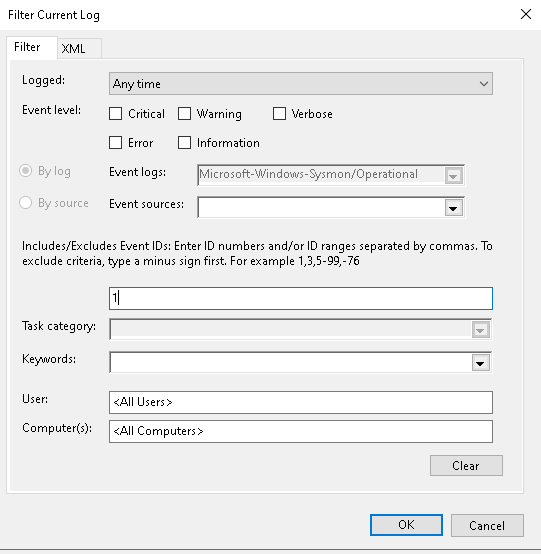 Filter Current Log
Filter XML
Logged: Any time
Event level: Critical Warning Verbose
Error Information
By log Event logs: Microsoft-Windows-Sysmon/Operational
By source Event sources:
Includes/Excludes Event IDs: Enter ID numbers and/or ID ranges separated by commas. To
exclude criteria, type a minus sign first. For example 1,3,5-99,-76
1
Task category:
Keywords:
User: <All Users>
Computer(s): <All Computers>
Clear
OK Cancel